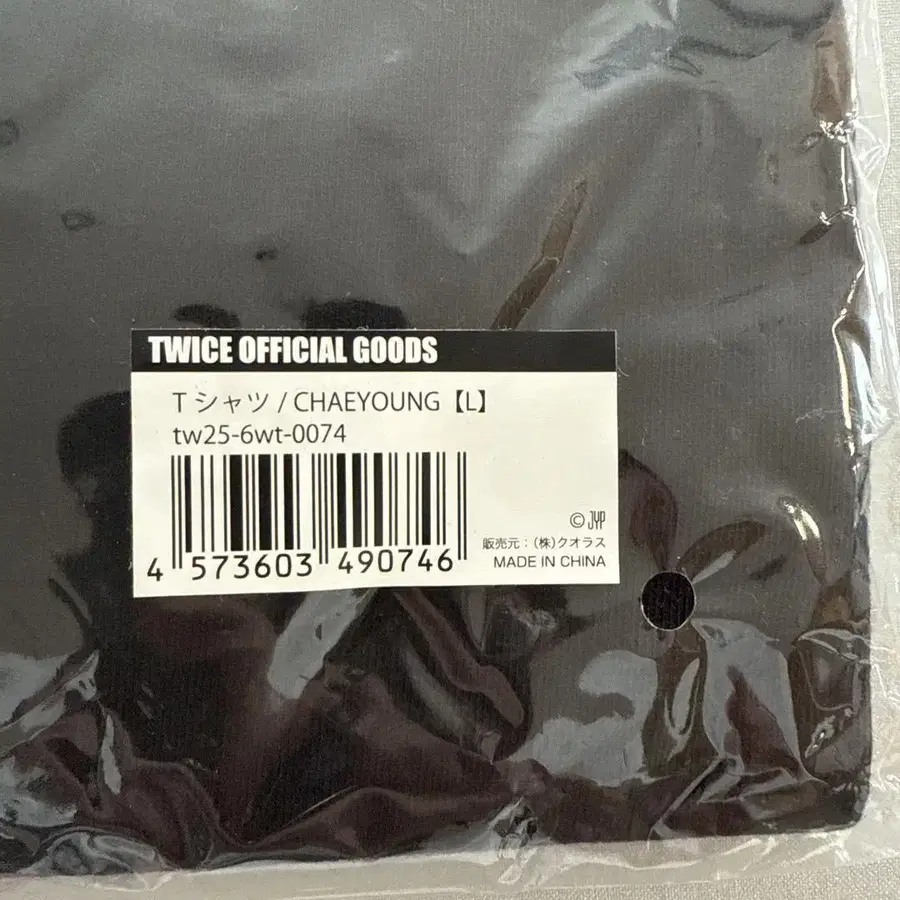 TWICE OFFICIAL GOODS
Tシャツ / CHAEYOUNG【L】
tw25-6wt-0074
4 573603 490746
© JYP
販売元：(株)クオラス
MADE IN CHINA